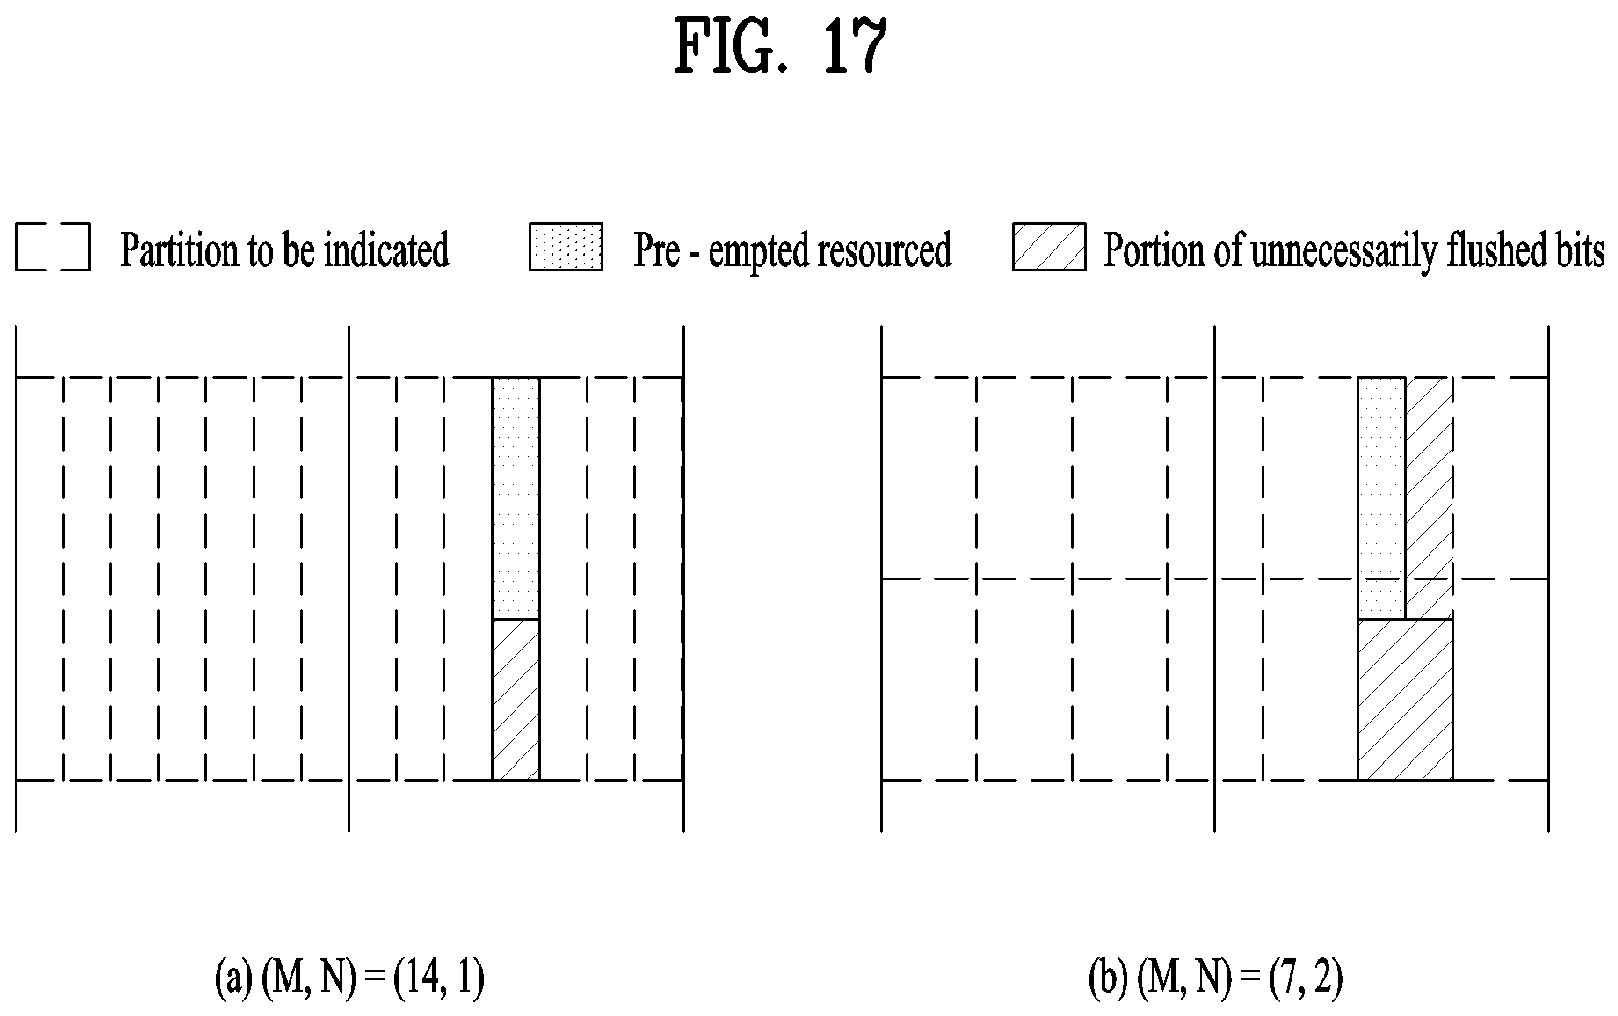 FIG. 17
Partition to be indicated
Pre - empted resourced
Portion of unnecessarily flushed bits
(a) (M, N) = (14, 1)
(b) (M, N) = (7, 2)